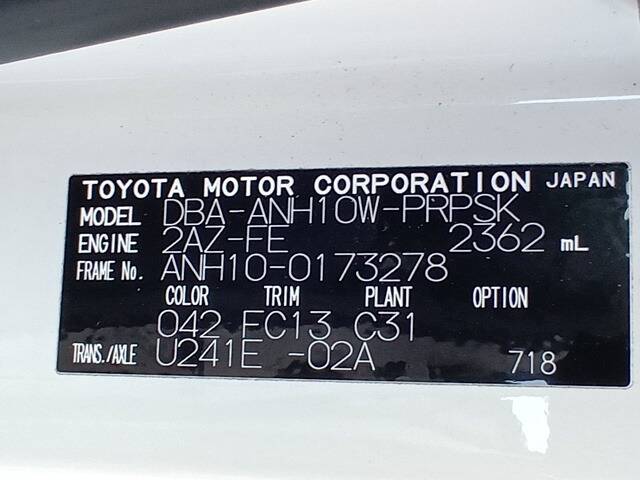 TOYOTA MOTOR CORPORATION JAPAN
MODEL DBA-ANH10W-PRPSK
ENGINE 2AZ-FE 2362 mL
FRAME No. ANH10-0173278
COLOR TRIM PLANT OPTION
042 FC13 C31
TRANS./AXLE U241E -02A 718